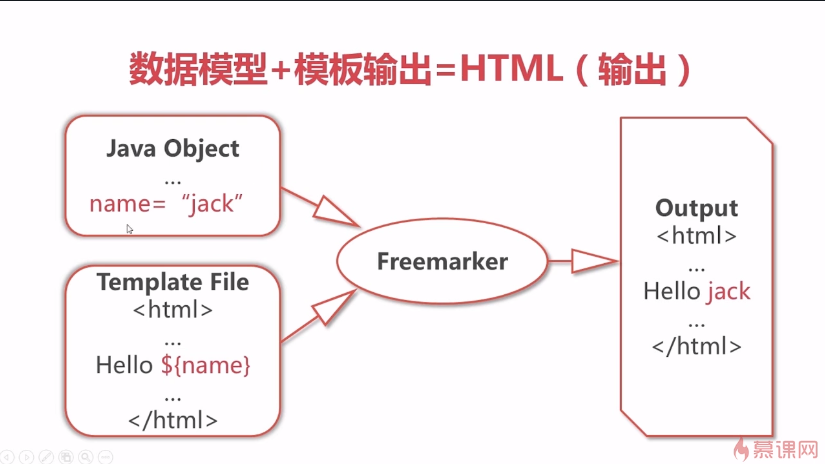 数据模型+模板输出=HTML（输出）
Java Object
...
name=“jack”
Template File
<html>
...
Hello ${name}
...
</html>
Freemarker
Output
<html>
...
Hello jack
...
</html>
慕课网